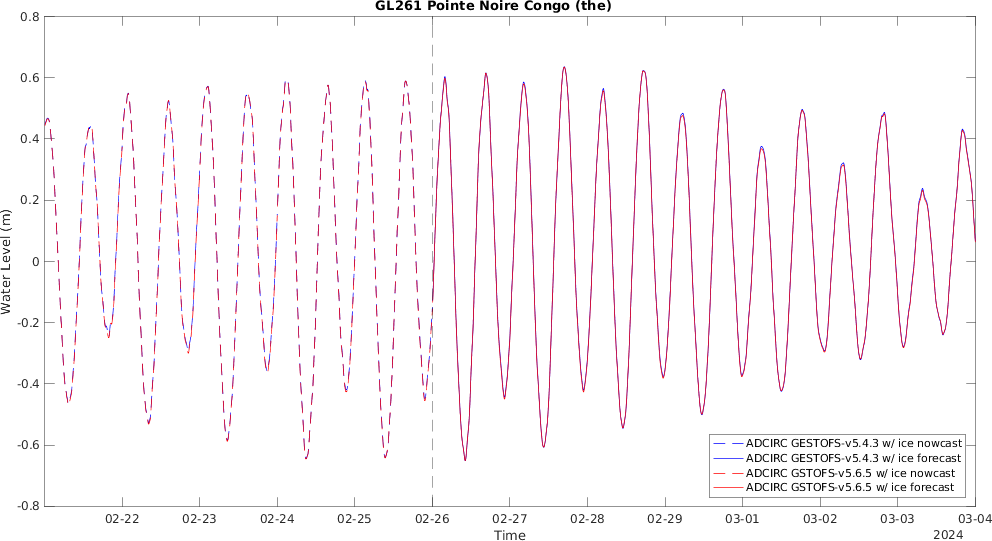 GL261 Pointe Noire Congo (the)
0.8
0.6
0.4
0.2
0
-0.2
-0.4
-0.6
-0.8
Water Level (m)
ADCIRC GESTOFS-v5.4.3 w/ ice nowcast
ADCIRC GESTOFS-v5.4.3 w/ ice forecast
ADCIRC GSTOFS-v5.6.5 w/ ice nowcast
ADCIRC GSTOFS-v5.6.5 w/ ice forecast
02-22 02-23 02-24 02-25 02-26 02-27 02-28 02-29 03-01 03-02 03-03 03-04
Time
2024